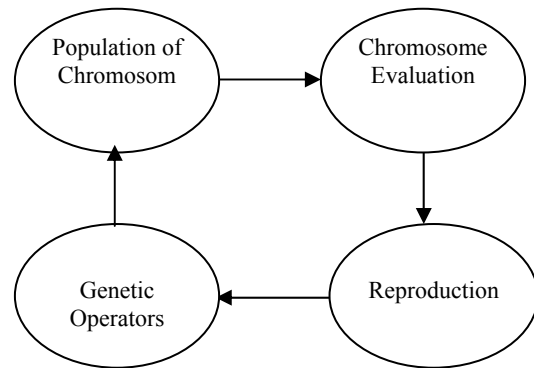 Population of
Chromosom
Chromosome
Evaluation
Genetic
Operators
Reproduction